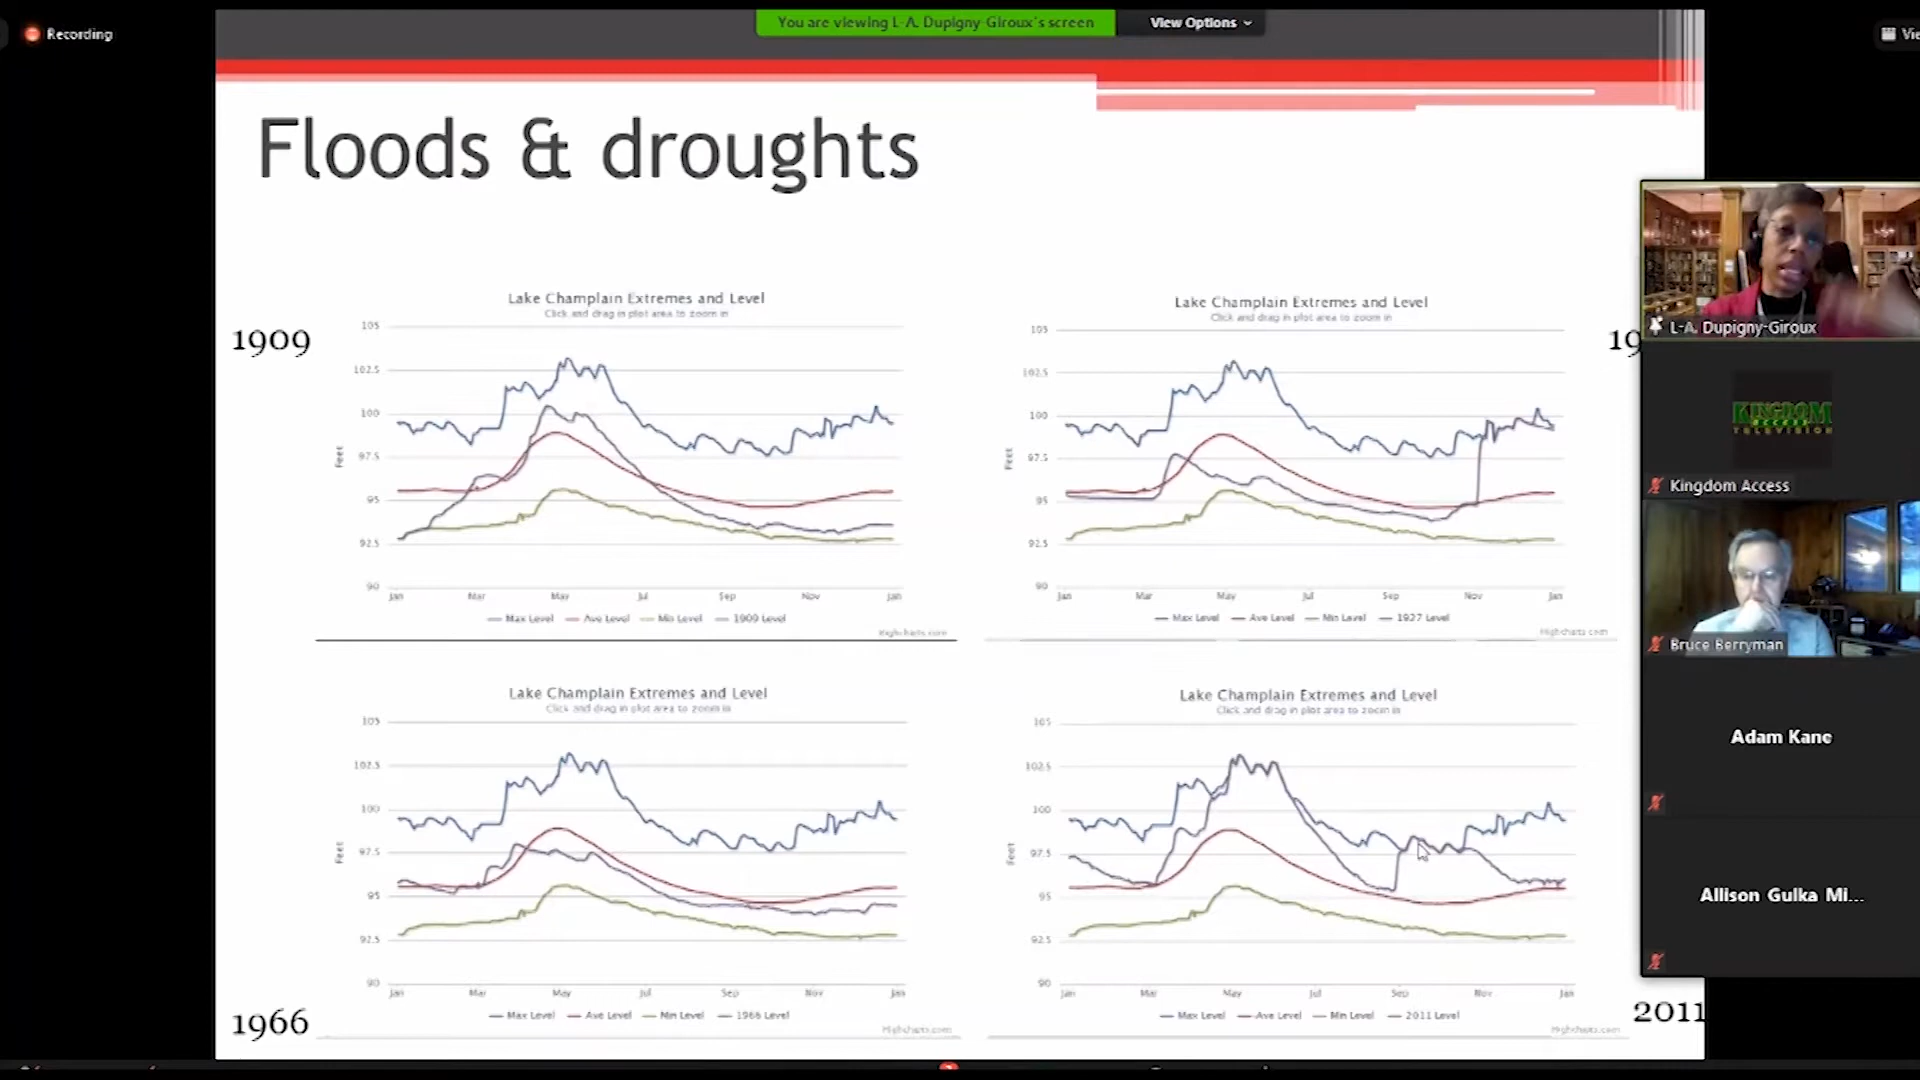 Recording
You are viewing L-A. Dupigny-Giroux's screen
View Options
Vie
Floods & droughts
1909
Lake Champlain Extremes and Level
Click and drag in plot area to zoom in
105
102.5
100
97.5
95
92.5
90
Feet
Jan Mar May Jul Sep Nov Jan
Max Level Ave Level Min Level 1909 Level
Highcharts.com
19
Lake Champlain Extremes and Level
Click and drag in plot area to zoom in
105
102.5
100
97.5
95
92.5
90
Feet
Jan Mar May Jul Sep Nov Jan
Max Level Ave Level Min Level 1927 Level
Highcharts.com
1966
Lake Champlain Extremes and Level
Click and drag in plot area to zoom in
105
102.5
100
97.5
95
92.5
90
Feet
Jan Mar May Jul Sep Nov Jan
Max Level Ave Level Min Level 1966 Level
Highcharts.com
2011
Lake Champlain Extremes and Level
Click and drag in plot area to zoom in
105
102.5
100
97.5
95
92.5
90
Feet
Jan Mar May Jul Sep Nov Jan
Max Level Ave Level Min Level 2011 Level
Highcharts.com
L-A. Dupigny-Giroux
KINGDOM
ACCESS
TELEVISION
Kingdom Access
Bruce Berryman
Adam Kane
Allison Gulka Mi...